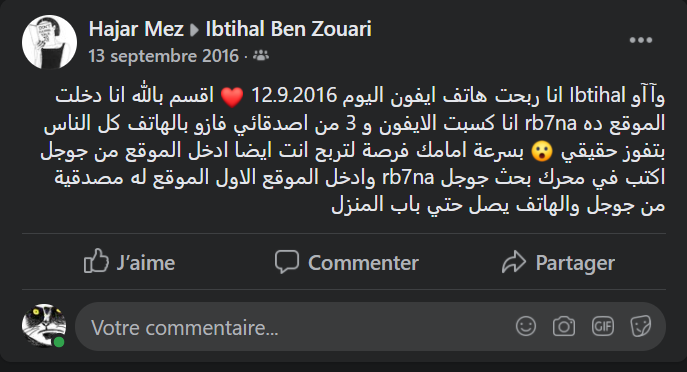 Hajar Mez Ibtihal Ben Zouari
13 septembre 2016 ·
وآآآو Ibtihal انا ربحت هاتف ايفون اليوم 12.9.2016 ❤️ اقسم بالله انا دخلت
الموقع ده rb7na انا كسبت الايفون و 3 من اصدقائي فازو بالهاتف كل الناس
بتفوز حقيقي 😮 بسرعة امامك فرصة لتربح انت ايضا ادخل الموقع من جوجل
اكتب في محرك بحث جوجل rb7na وادخل الموقع الاول الموقع له مصدقية
من جوجل والهاتف يصل حتي باب المنزل
J’aime Commenter Partager
Votre commentaire...
GIF